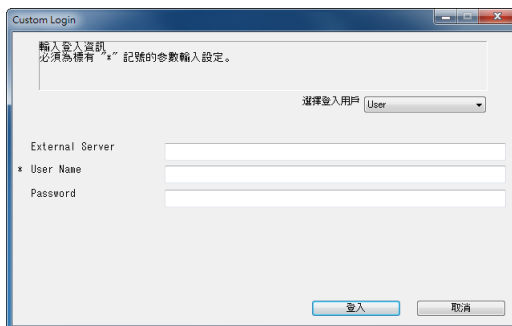 Custom Login
輸入登入資訊
必須為標有 "*" 記號的參數輸入設定。
選擇登入用戶 User
External Server
* User Name
Password
登入 取消